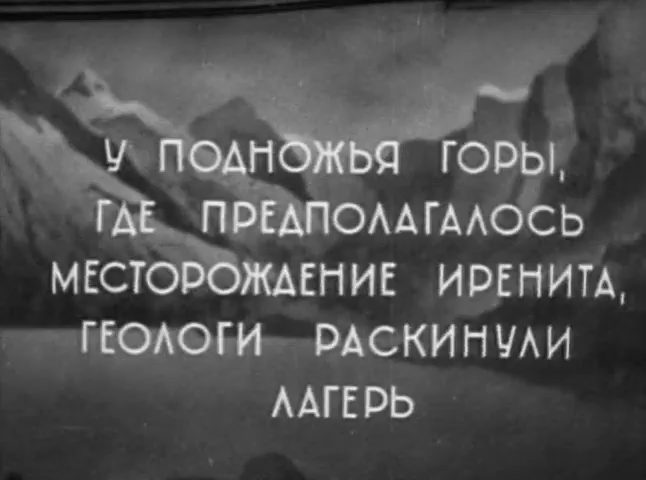 У ПОДНОЖЬЯ ГОРЫ,
ГДЕ ПРЕДПОЛАГАЛОСЬ
МЕСТОРОЖДЕНИЕ ИРЕНИТА,
ГЕОЛОГИ РАСКИНУЛИ
ЛАГЕРЬ